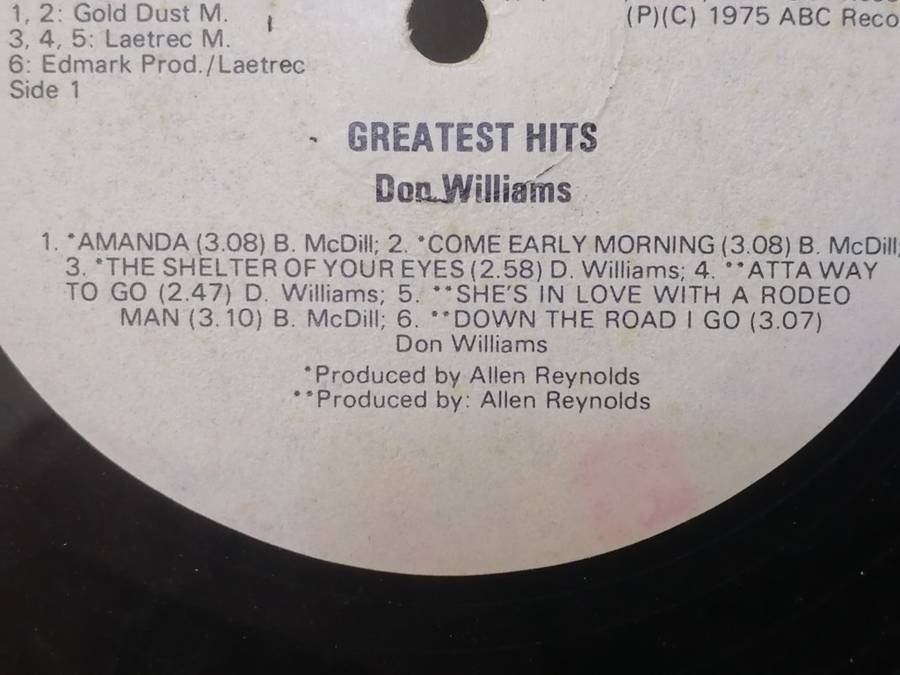 1, 2: Gold Dust M.
3, 4, 5: Laetrec M.
6: Edmark Prod./Laetrec
Side 1
(P)(C) 1975 ABC Reco
GREATEST HITS
Don Williams
1. *AMANDA (3.08) B. McDill; 2. *COME EARLY MORNING (3.08) B. McDill;
3. *THE SHELTER OF YOUR EYES (2.58) D. Williams; 4. **ATTA WAY
TO GO (2.47) D. Williams; 5. **SHE'S IN LOVE WITH A RODEO
MAN (3.10) B. McDill; 6. **DOWN THE ROAD I GO (3.07)
Don Williams
*Produced by Allen Reynolds
**Produced by: Allen Reynolds